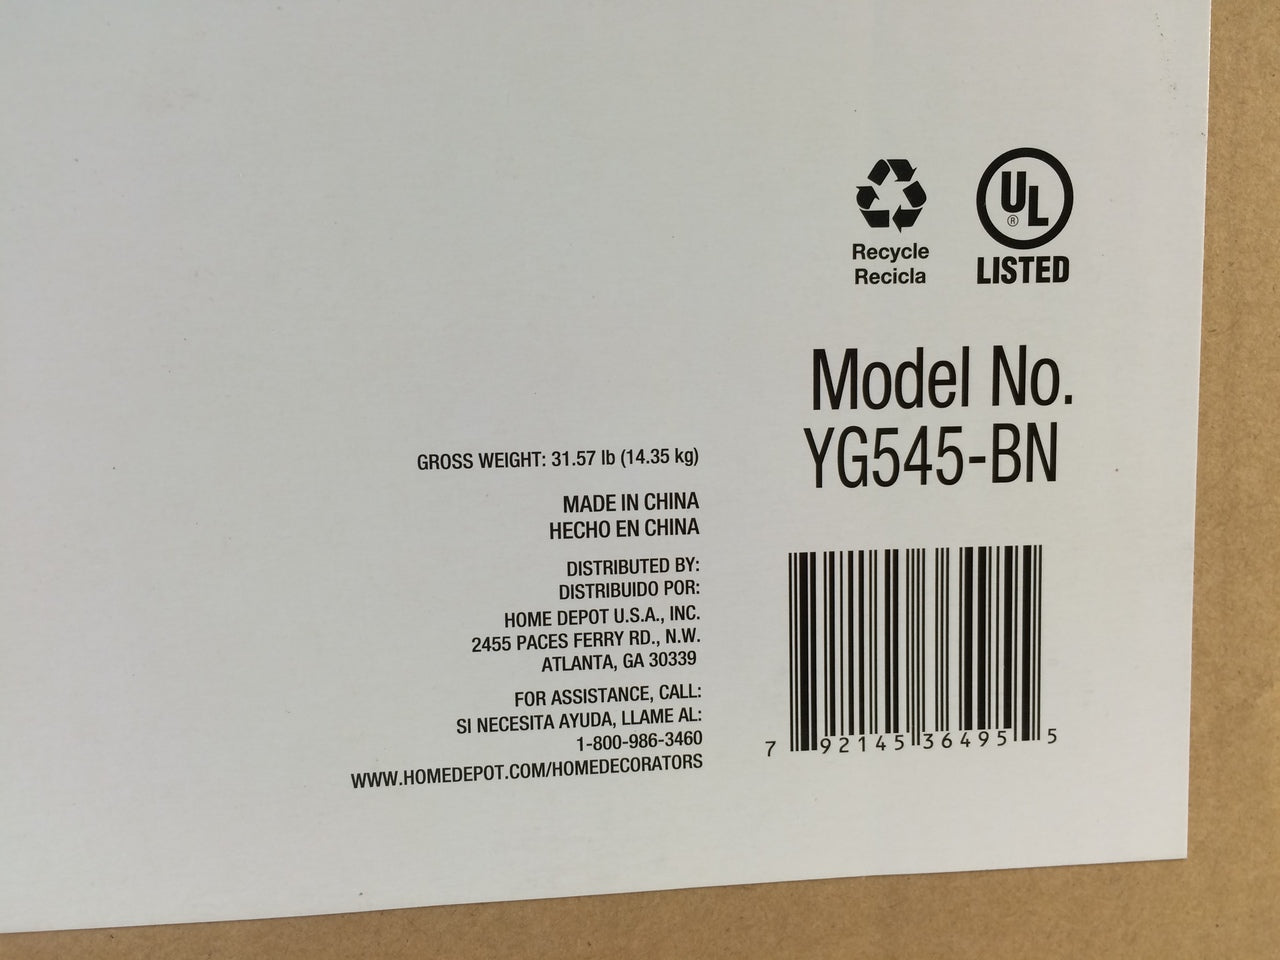 Recycle
Recicla
UL
®
LISTED
Model No.
YG545-BN
GROSS WEIGHT: 31.57 lb (14.35 kg)
MADE IN CHINA
HECHO EN CHINA
DISTRIBUTED BY:
DISTRIBUIDO POR:
HOME DEPOT U.S.A., INC.
2455 PACES FERRY RD., N.W.
ATLANTA, GA 30339
FOR ASSISTANCE, CALL:
SI NECESITA AYUDA, LLAME AL:
1-800-986-3460
WWW.HOMEDEPOT.COM/HOMEDECORATORS
7 92145 36495 5